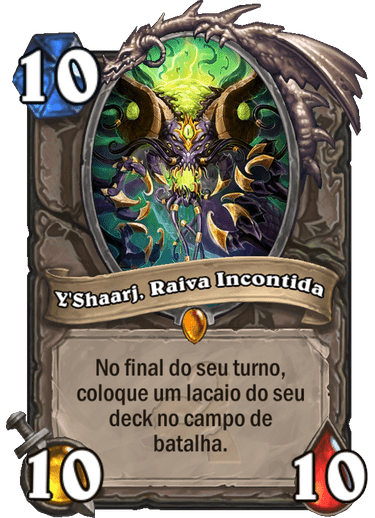 10
Y'Shaarj, Raiva Incontida
No final do seu turno,
coloque um lacaio do seu
deck no campo de
batalha.
10
10